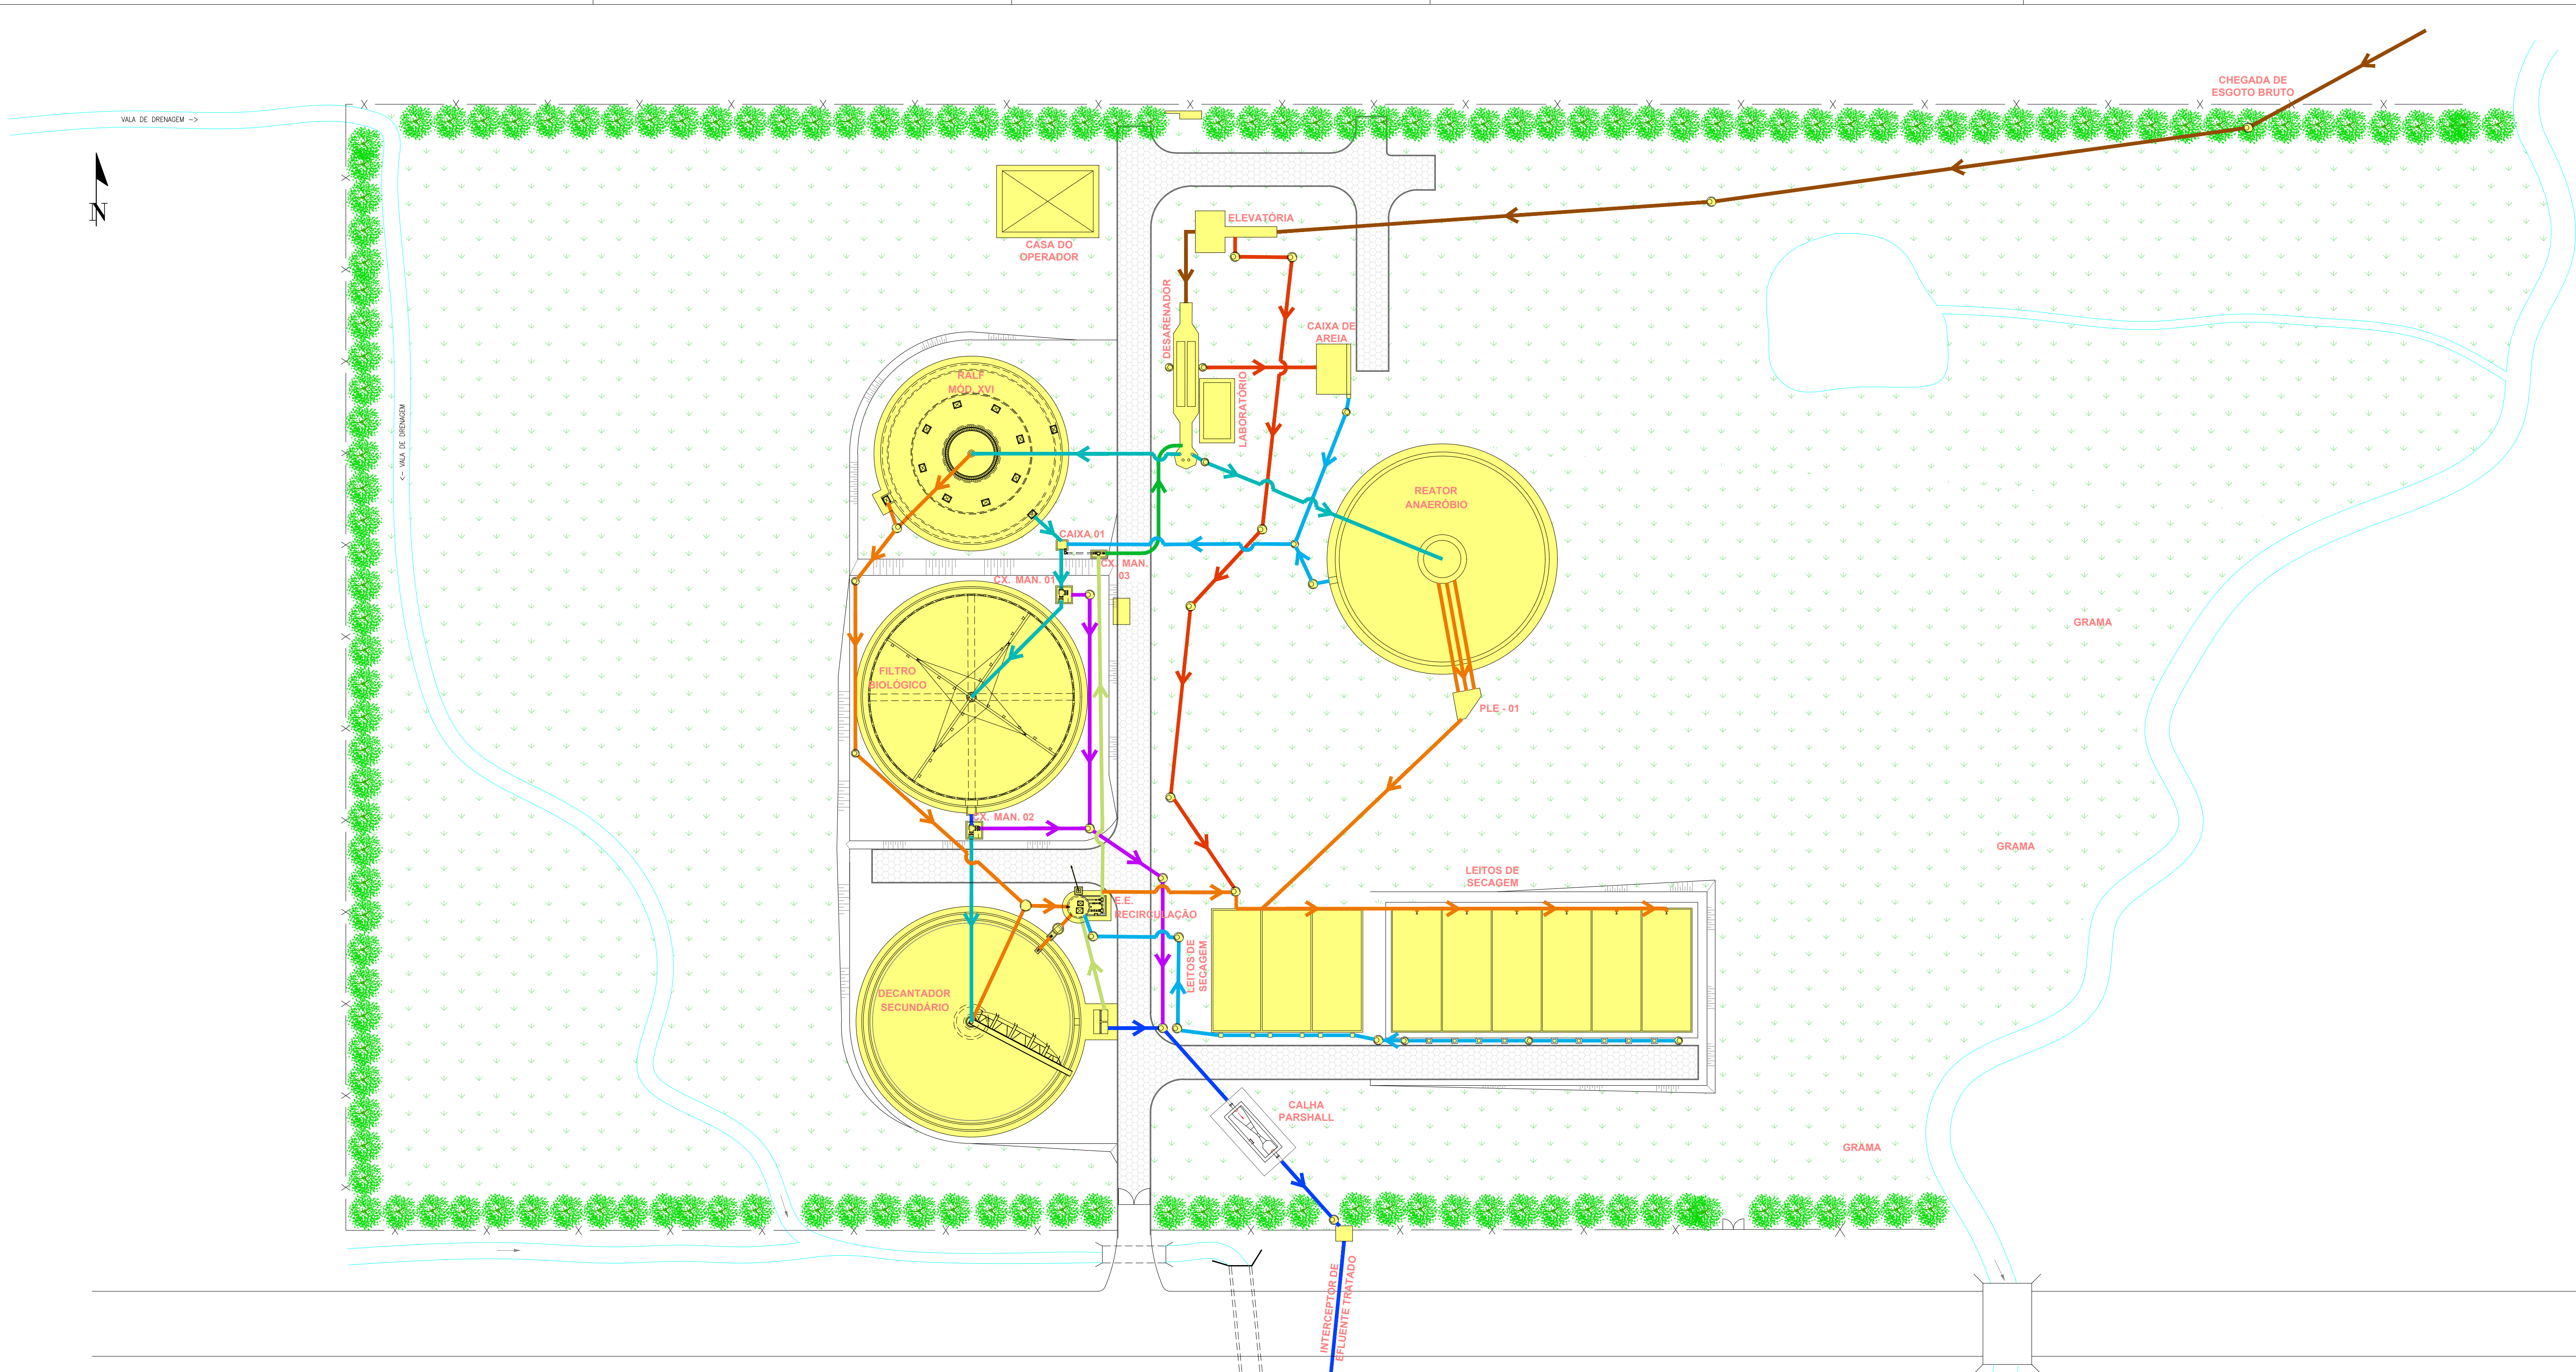 CHEGADA DE
ESGOTO BRUTO
VALA DE DRENAGEM ->
N
ELEVATÓRIA
CASA DO
OPERADOR
DESARENADOR
CAIXA DE
AREIA
LABORATÓRIO
RALF
MÓD. XVI
<- VALA DE DRENAGEM
REATOR
ANAERÓBIO
CAIXA 01
CX. MAN.
03
CX. MAN. 01
GRAMA
FILTRO
BIOLÓGICO
PLE - 01
CX. MAN. 02
GRAMA
LEITOS DE
SECAGEM
E.E.
RECIRCULAÇÃO
LEITOS DE
SECAGEM
DECANTADOR
SECUNDÁRIO
CALHA
PARSHALL
GRAMA
INTERCEPTOR DE
EFLUENTE TRATADO